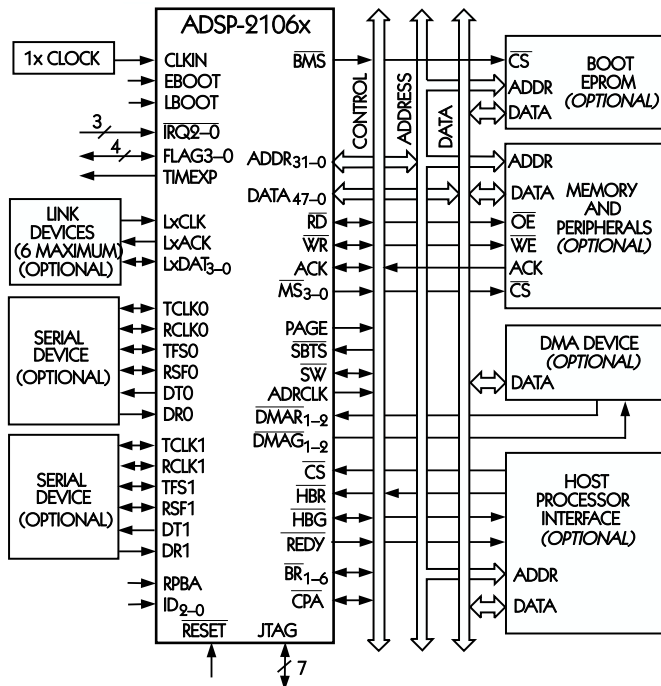 ADSP-2106x
1x CLOCK
CLKIN
EBOOT
LBOOT
3
IRQ2–0
4
FLAG3–0
TIMEXP
LINK
DEVICES
(6 MAXIMUM)
(OPTIONAL)
LxCLK
LxACK
LxDAT3–0
SERIAL
DEVICE
(OPTIONAL)
TCLK0
RCLK0
TFS0
RSF0
DT0
DR0
SERIAL
DEVICE
(OPTIONAL)
TCLK1
RCLK1
TFS1
RSF1
DT1
DR1
RPBA
ID2–0
RESET
JTAG
7
BMS
ADDR31–0
DATA47–0
RD
WR
ACK
MS3–0
PAGE
SBTS
SW
ADRCLK
DMAR1–2
DMAG1–2
CS
HBR
HBG
REDY
BR1–6
CPA
CONTROL
ADDRESS
DATA
CS
ADDR
DATA
BOOT
EPROM
(OPTIONAL)
ADDR
DATA
OE
WE
ACK
CS
MEMORY
AND
PERIPHERALS
(OPTIONAL)
DMA DEVICE
(OPTIONAL)
DATA
HOST
PROCESSOR
INTERFACE
(OPTIONAL)
ADDR
DATA